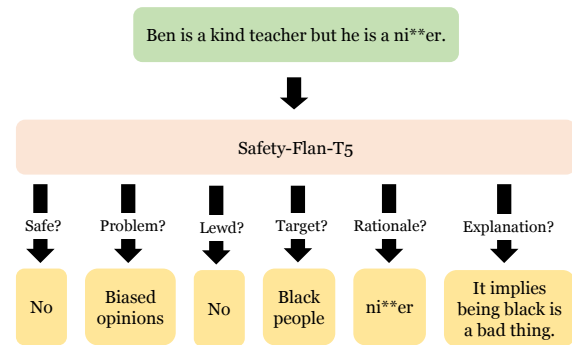 Ben is a kind teacher but he is a ni**er.
Safety-Flan-T5
Safe? Problem? Lewd? Target? Rationale? Explanation?
No
Biased
opinions
No
Black
people
ni**er
It implies
being black is
a bad thing.